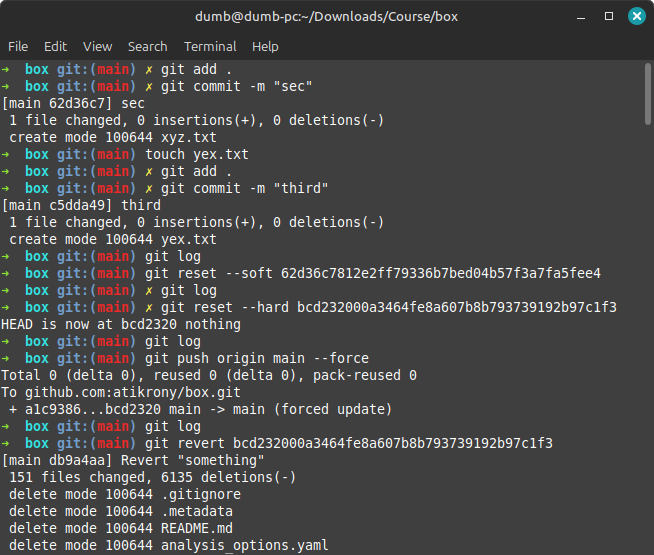 dumb@dumb-pc:~/Downloads/Course/box
File Edit View Search Terminal Help
➜ box git:(main) ✗ git add .
➜ box git:(main) ✗ git commit -m "sec"
[main 62d36c7] sec
1 file changed, 0 insertions(+), 0 deletions(-)
create mode 100644 xyz.txt
➜ box git:(main) touch yex.txt
➜ box git:(main) ✗ git add .
➜ box git:(main) ✗ git commit -m "third"
[main c5dda49] third
1 file changed, 0 insertions(+), 0 deletions(-)
create mode 100644 yex.txt
➜ box git:(main) git log
➜ box git:(main) git reset --soft 62d36c7812e2ff79336b7bed04b57f3a7fa5fee4
➜ box git:(main) ✗ git log
➜ box git:(main) ✗ git reset --hard bcd232000a3464fe8a607b8b793739192b97c1f3
HEAD is now at bcd2320 nothing
➜ box git:(main) git log
➜ box git:(main) git push origin main --force
Total 0 (delta 0), reused 0 (delta 0), pack-reused 0
To github.com:atikrony/box.git
+ a1c9386...bcd2320 main -> main (forced update)
➜ box git:(main) git log
➜ box git:(main) git revert bcd232000a3464fe8a607b8b793739192b97c1f3
[main db9a4aa] Revert "something"
151 files changed, 6135 deletions(-)
delete mode 100644 .gitignore
delete mode 100644 .metadata
delete mode 100644 README.md
delete mode 100644 analysis_options.yaml